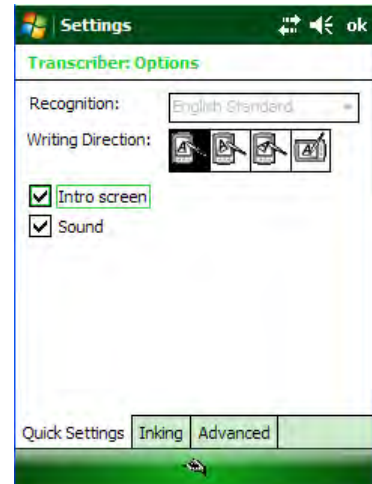 Settings ok
Transcriber: Options
Recognition: English Standard
Writing Direction: A A A A
Intro screen
Sound
Quick Settings Inking Advanced